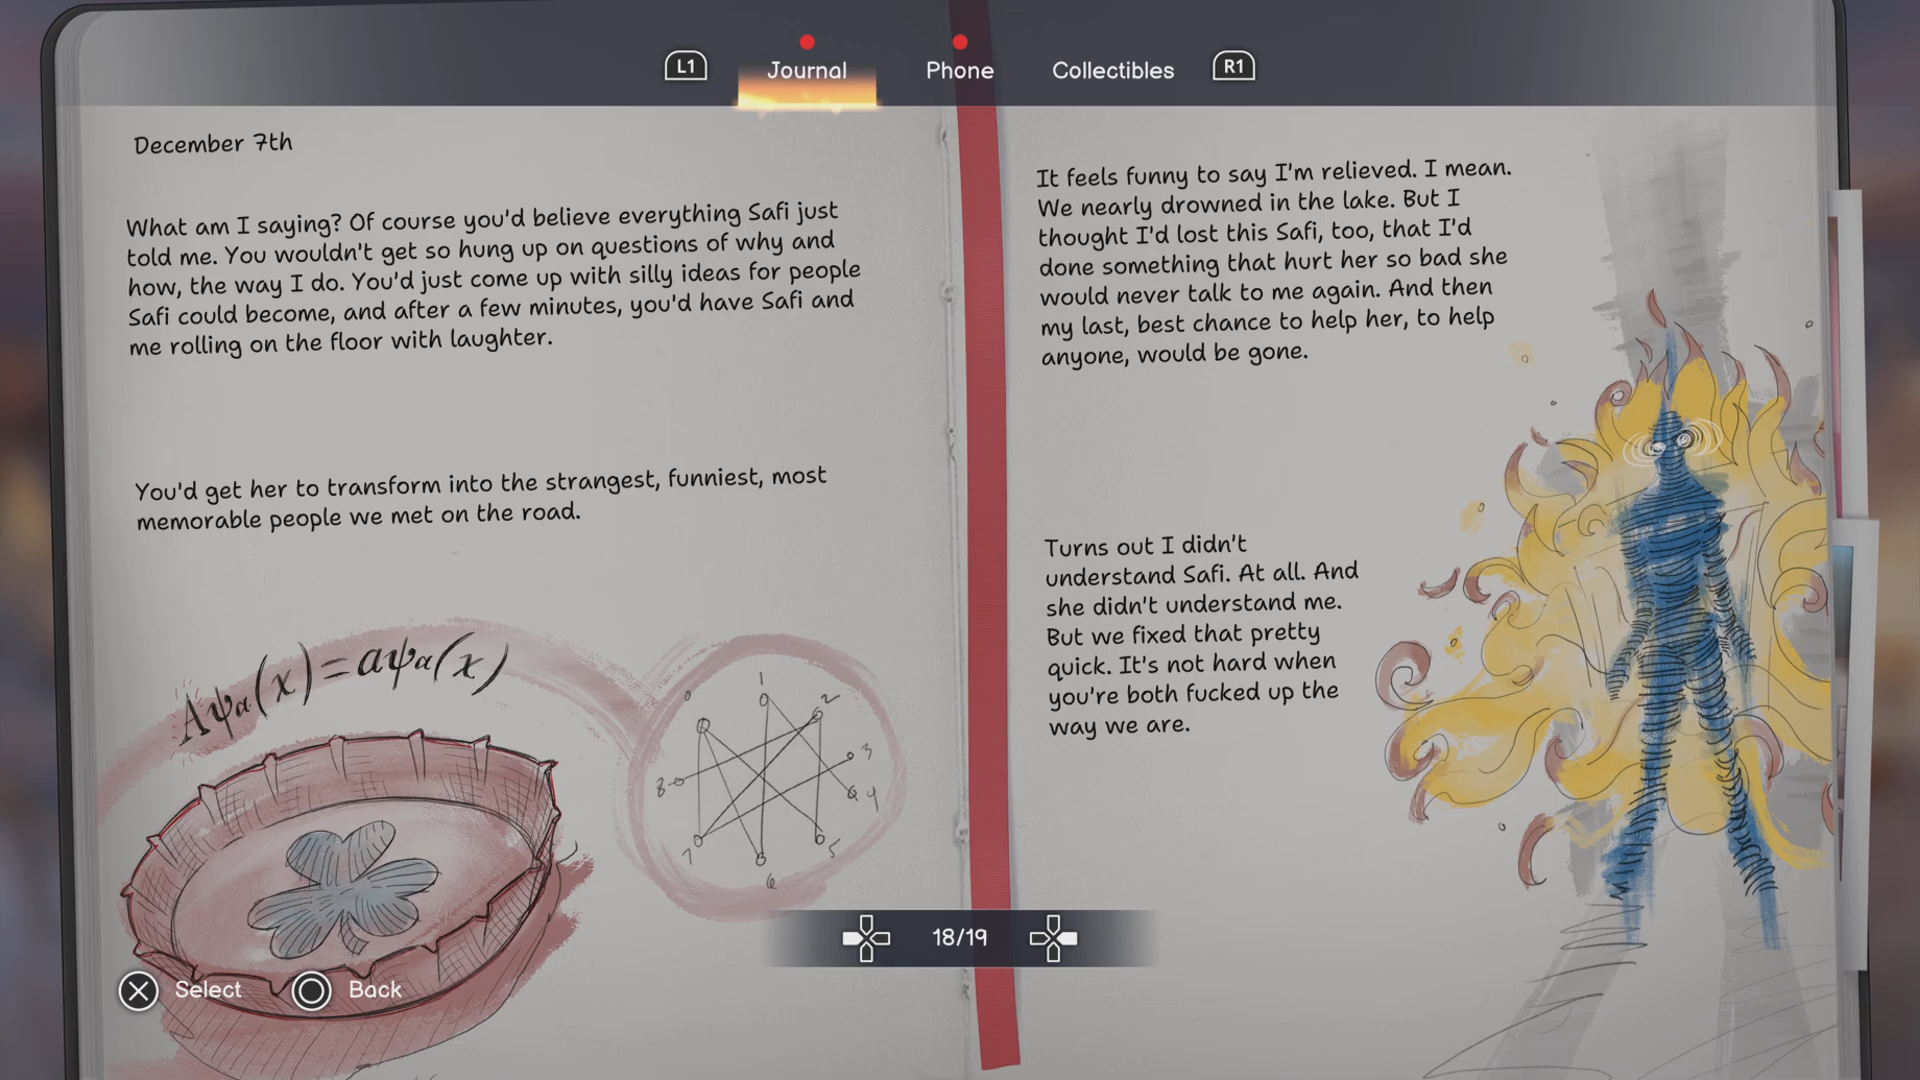 L1
Journal
Phone
Collectibles
R1
December 7th
What am I saying? Of course you'd believe everything Safi just
told me. You wouldn't get so hung up on questions of why and
how, the way I do. You'd just come up with silly ideas for people
Safi could become, and after a few minutes, you'd have Safi and
me rolling on the floor with laughter.
You'd get her to transform into the strangest, funniest, most
memorable people we met on the road.
Aψa(x)=aψa(x)
0
1
2
3
4
5
6
7
8
It feels funny to say I'm relieved. I mean.
We nearly drowned in the lake. But I
thought I'd lost this Safi, too, that I'd
done something that hurt her so bad she
would never talk to me again. And then
my last, best chance to help her, to help
anyone, would be gone.
Turns out I didn't
understand Safi. At all. And
she didn't understand me.
But we fixed that pretty
quick. It's not hard when
you're both fucked up the
way we are.
18/19
Select
Back